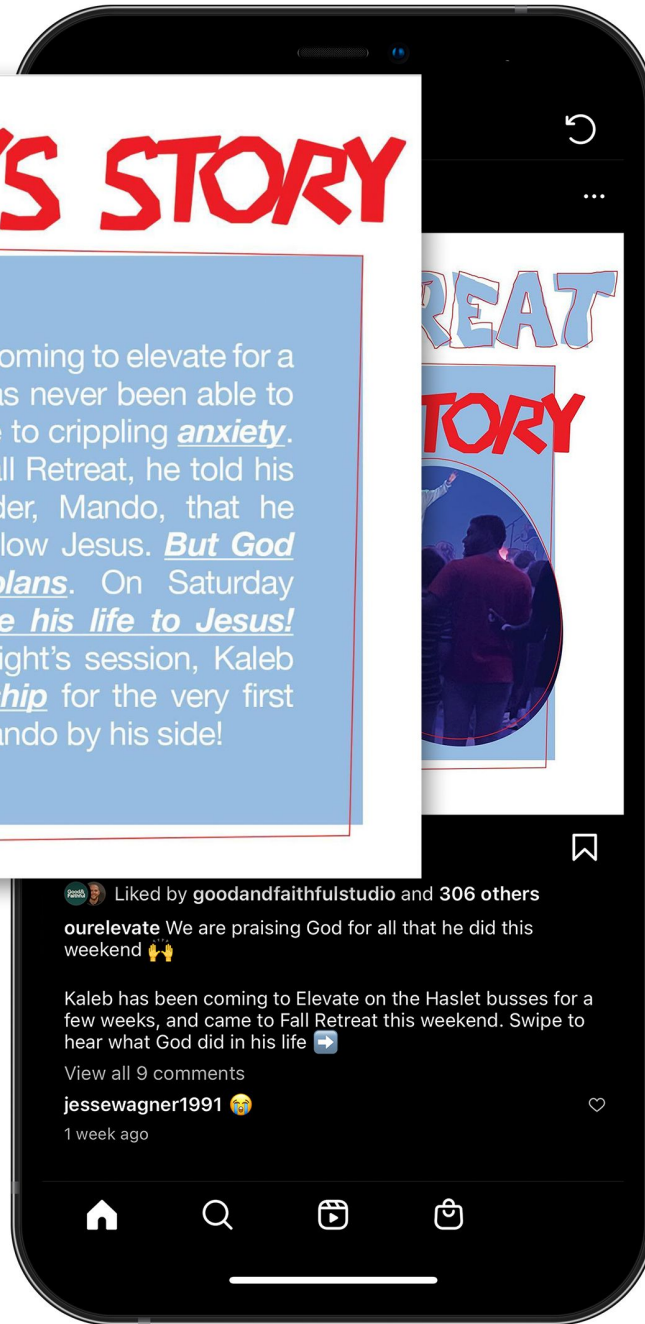 'S STORY
oming to elevate for a
as never been able to
e to crippling anxiety.
all Retreat, he told his
der, Mando, that he
low Jesus. But God
plans. On Saturday
e his life to Jesus!
ight's session, Kaleb
hip for the very first
ando by his side!
REAT
TORY
Liked by goodandfaithfulstudio and 306 others
ourelevate We are praising God for all that he did this
weekend 🙌
Kaleb has been coming to Elevate on the Haslet busses for a
few weeks, and came to Fall Retreat this weekend. Swipe to
hear what God did in his life ➡️
View all 9 comments
jessewagner1991 😭
1 week ago